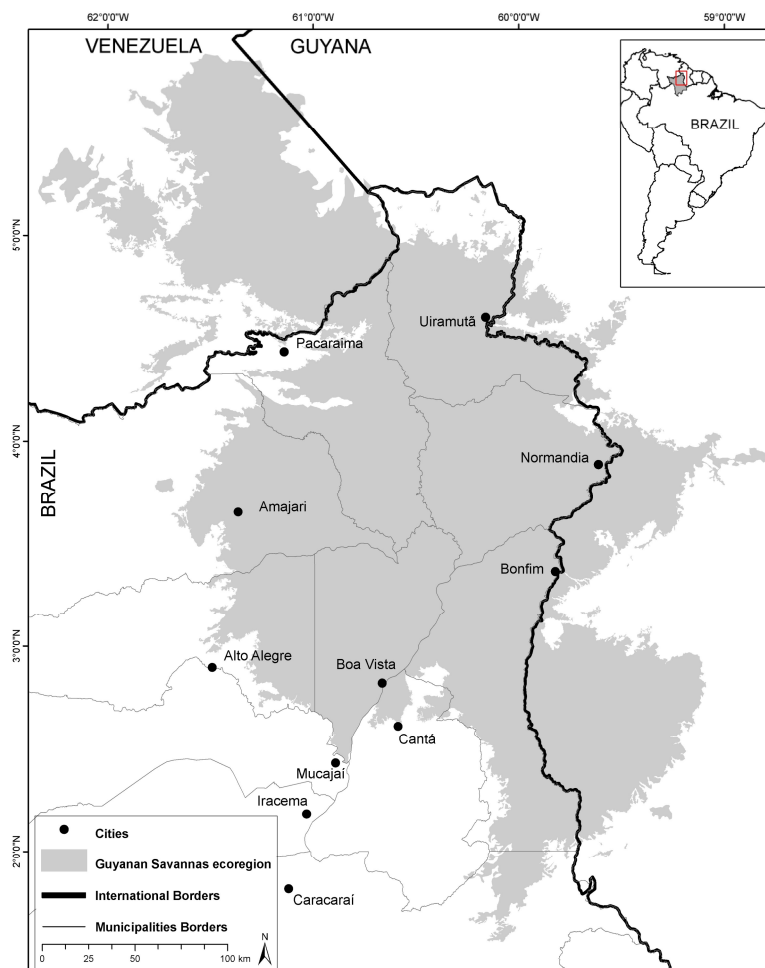 62°0'0"W 61°0'0"W 60°0'0"W 59°0'0"W
VENEZUELA GUYANA
BRAZIL
5°0'0"N
Uiramutã
Pacaraima
4°0'0"N
BRAZIL
Normandia
Amajari
Bonfim
3°0'0"N
Alto Alegre
Boa Vista
Cantá
Mucajaí
Iracema
2°0'0"N
Caracaraí
Cities
Guyanan Savannas ecoregion
International Borders
Municipalities Borders
N
0 25 50 100 km